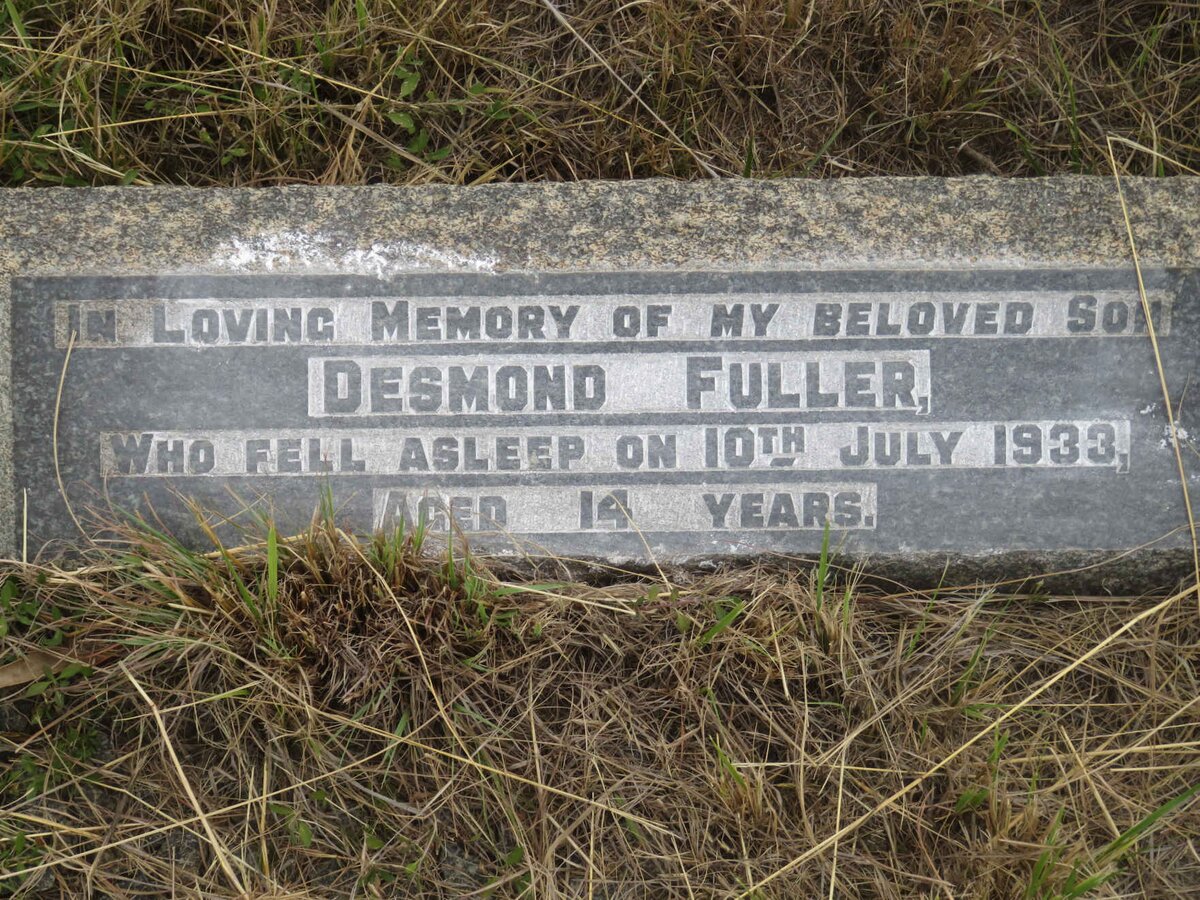 In Loving Memory of my beloved Son
Desmond Fuller,
Who fell asleep on 10th July 1933,
Aged 14 years.